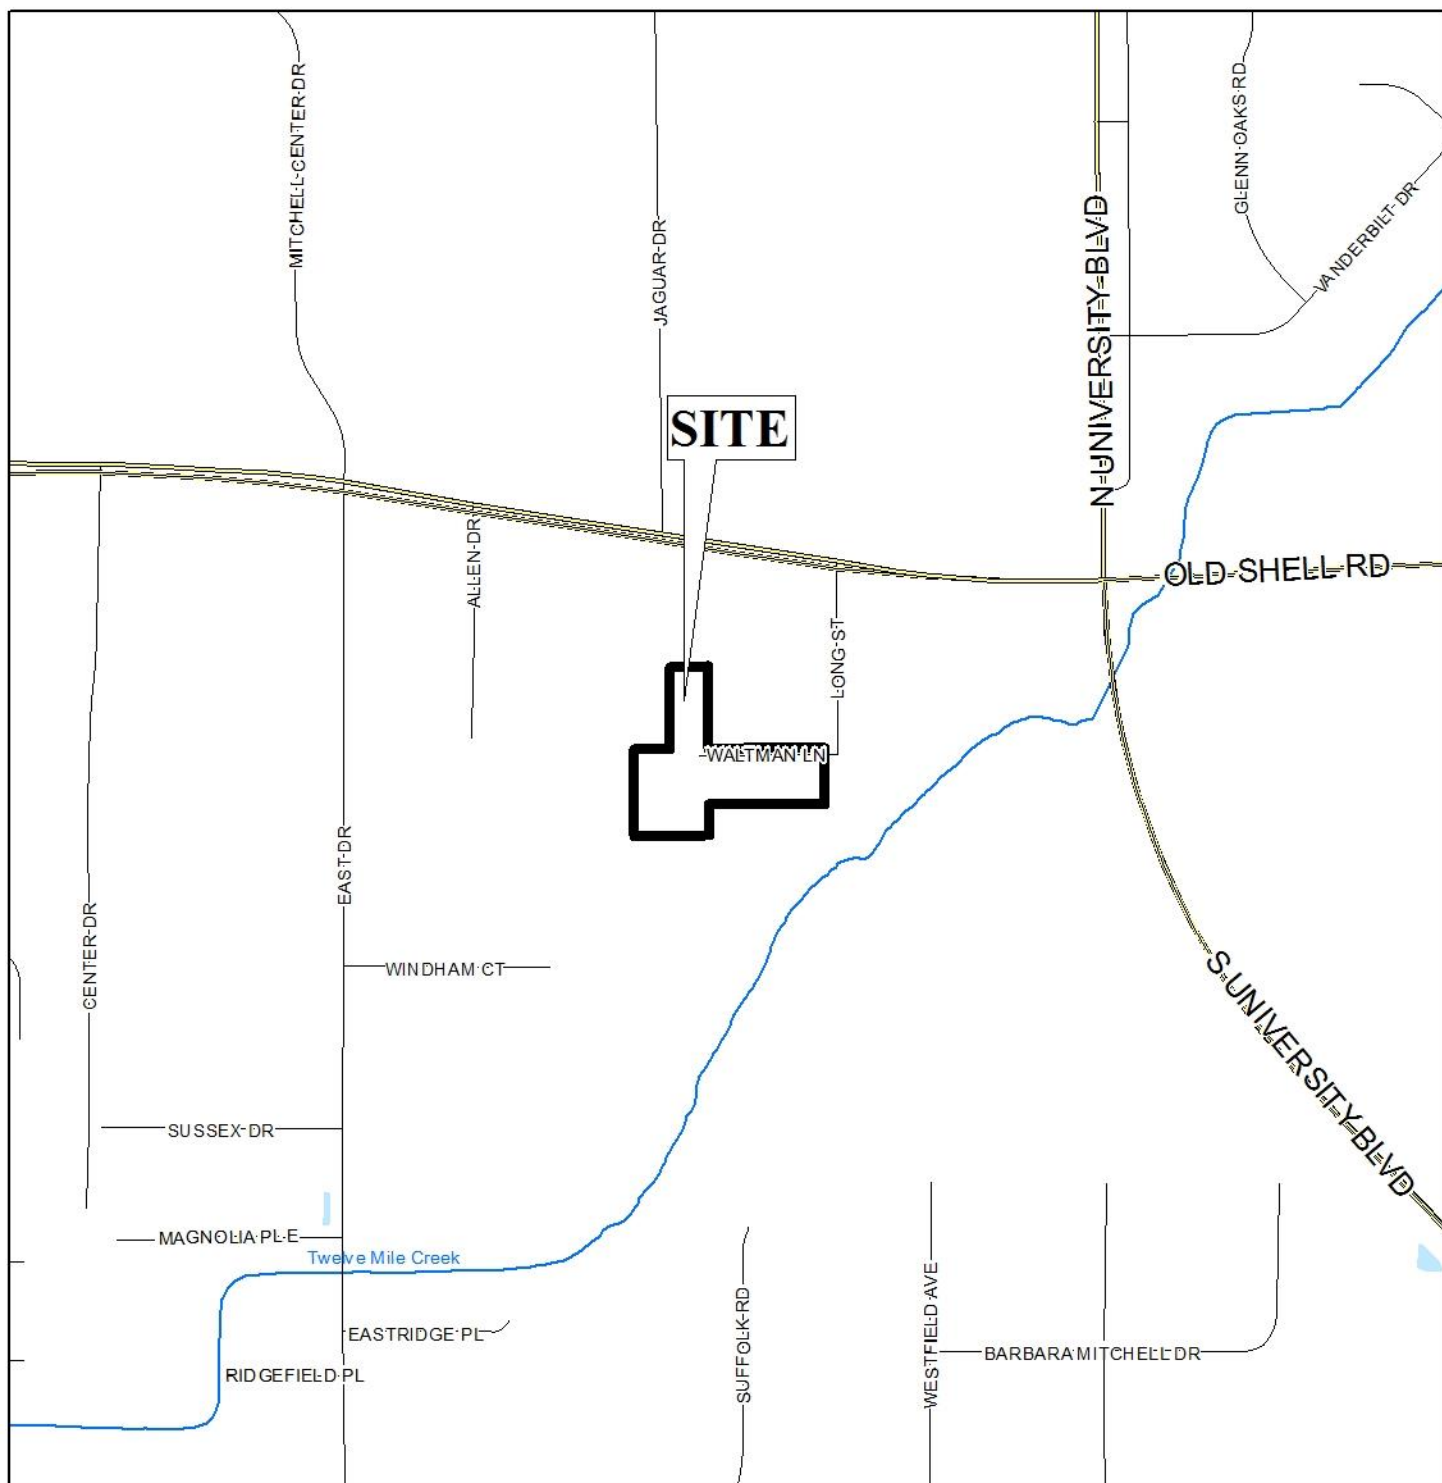 MITCHELL CENTER DR
JAGUAR DR
N UNIVERSITY BLVD
GLENN OAKS RD
VANDERBILT DR
SITE
ALLEN DR
OLD SHELL RD
LONG ST
WALTMAN LN
EAST DR
CENTER DR
WINDHAM CT
S UNIVERSITY BLVD
SUSSEX DR
MAGNOLIA PL E
Twelve Mile Creek
EASTRIDGE PL
RIDGEFIELD PL
SUFFOLK RD
WESTFIELD AVE
BARBARA MITCHELL DR